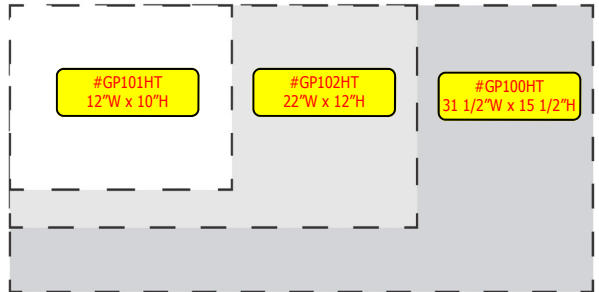 #GP101HT
12″W x 10″H
#GP102HT
22″W x 12″H
#GP100HT
31 1/2″W x 15 1/2″H